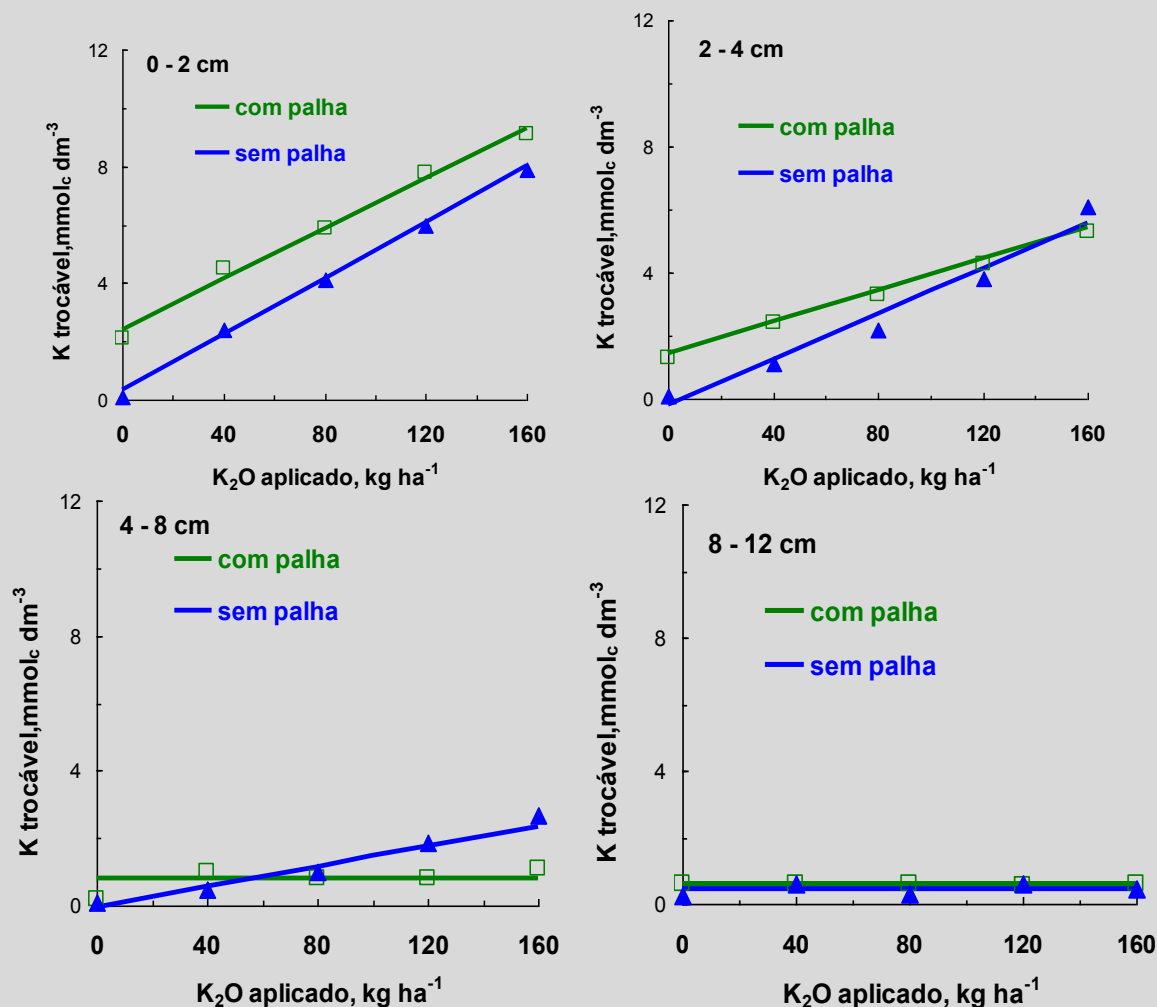 12
8
4
0
K trocável,mmol_c dm^-3
0 - 2 cm
com palha
sem palha
0 40 80 120 160
K₂O aplicado, kg ha⁻¹
12
8
4
0
K trocável,mmol_c dm^-3
2 - 4 cm
com palha
sem palha
0 40 80 120 160
K₂O aplicado, kg ha⁻¹
12
8
4
0
K trocável,mmol_c dm^-3
4 - 8 cm
com palha
sem palha
0 40 80 120 160
K₂O aplicado, kg ha⁻¹
12
8
4
0
K trocável,mmol_c dm^-3
8 - 12 cm
com palha
sem palha
0 40 80 120 160
K₂O aplicado, kg ha⁻¹